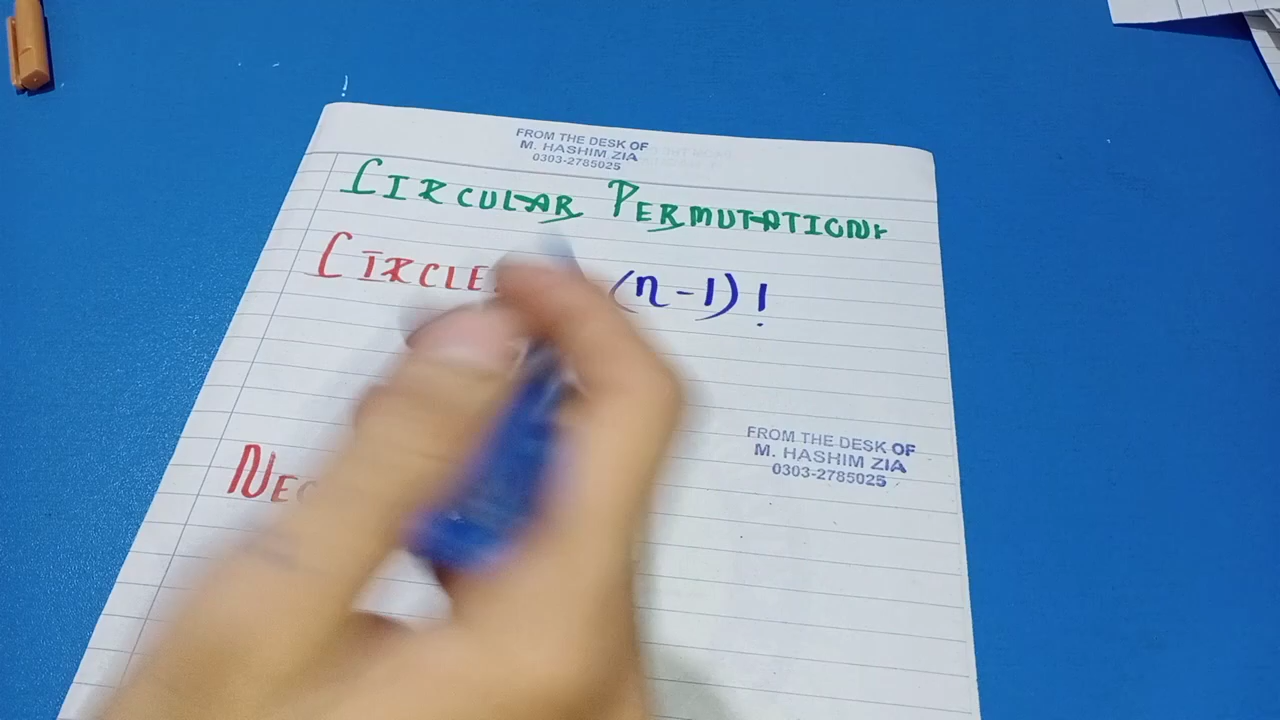 FROM THE DESK OF
M. HASHIM ZIA
0303-2785025
CIRCULAR PERMUTATION:
CIRCLE (n-1)!
FROM THE DESK OF
M. HASHIM ZIA
0303-2785025